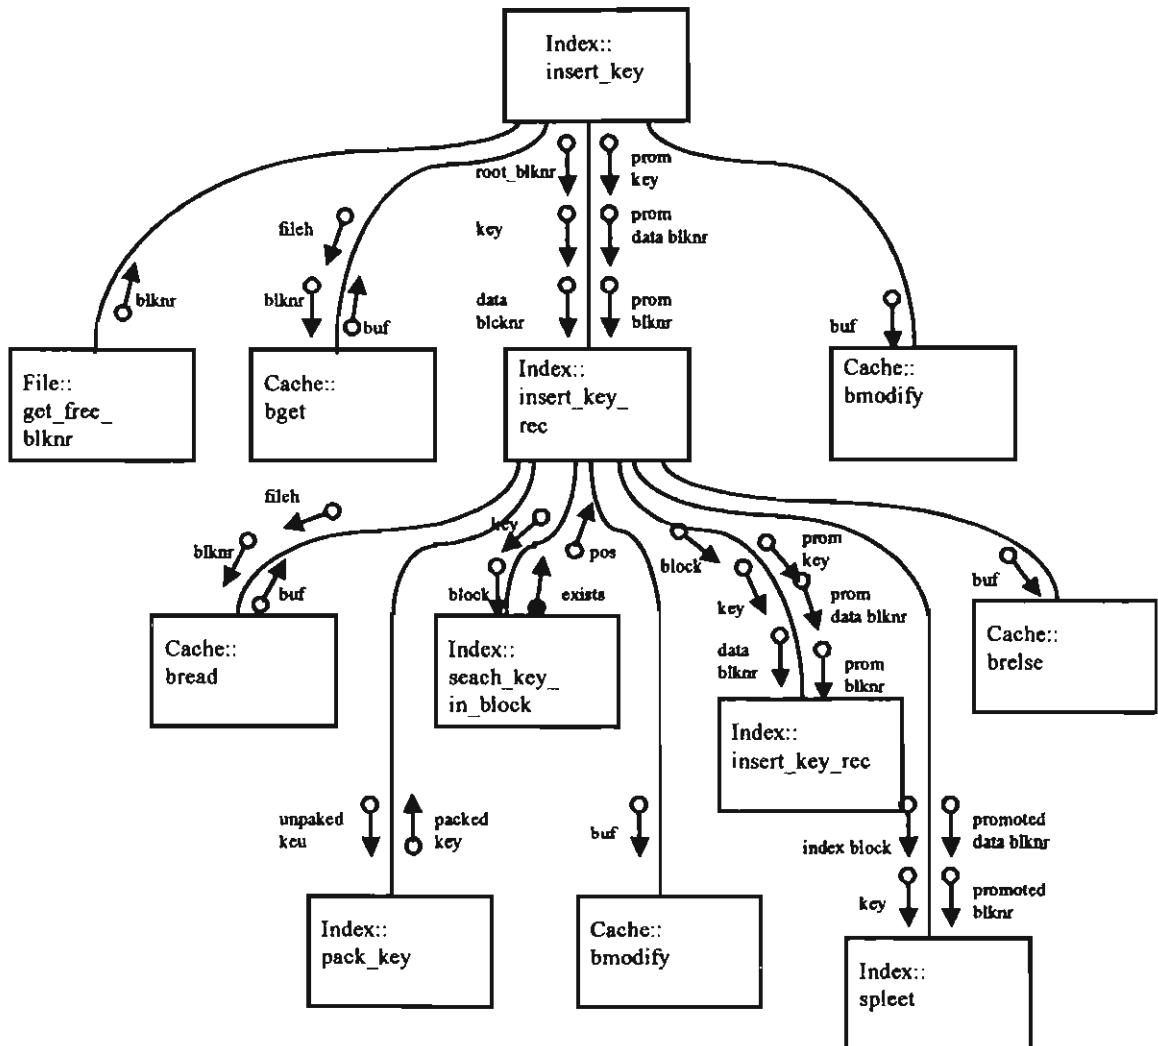 Index::
insert_key
root_blknr
prom
key
key
prom
data blknr
data
blcknr
prom
blknr
fileh
blknr
blknr
buf
buf
File::
get_free_
blknr
Cache::
bget
Index::
insert_key_
rec
Cache::
bmodify
fileh
blknr
buf
key
pos
block
exists
block
key
data
blknr
prom
key
prom
data blknr
prom
blknr
buf
Cache::
bread
Index::
seach_key_
in_block
Index::
insert_key_rec
Cache::
brelse
unpaked
keu
packed
key
buf
index block
promoted
data blknr
key
promoted
blknr
Index::
pack_key
Cache::
bmodify
Index::
spleet